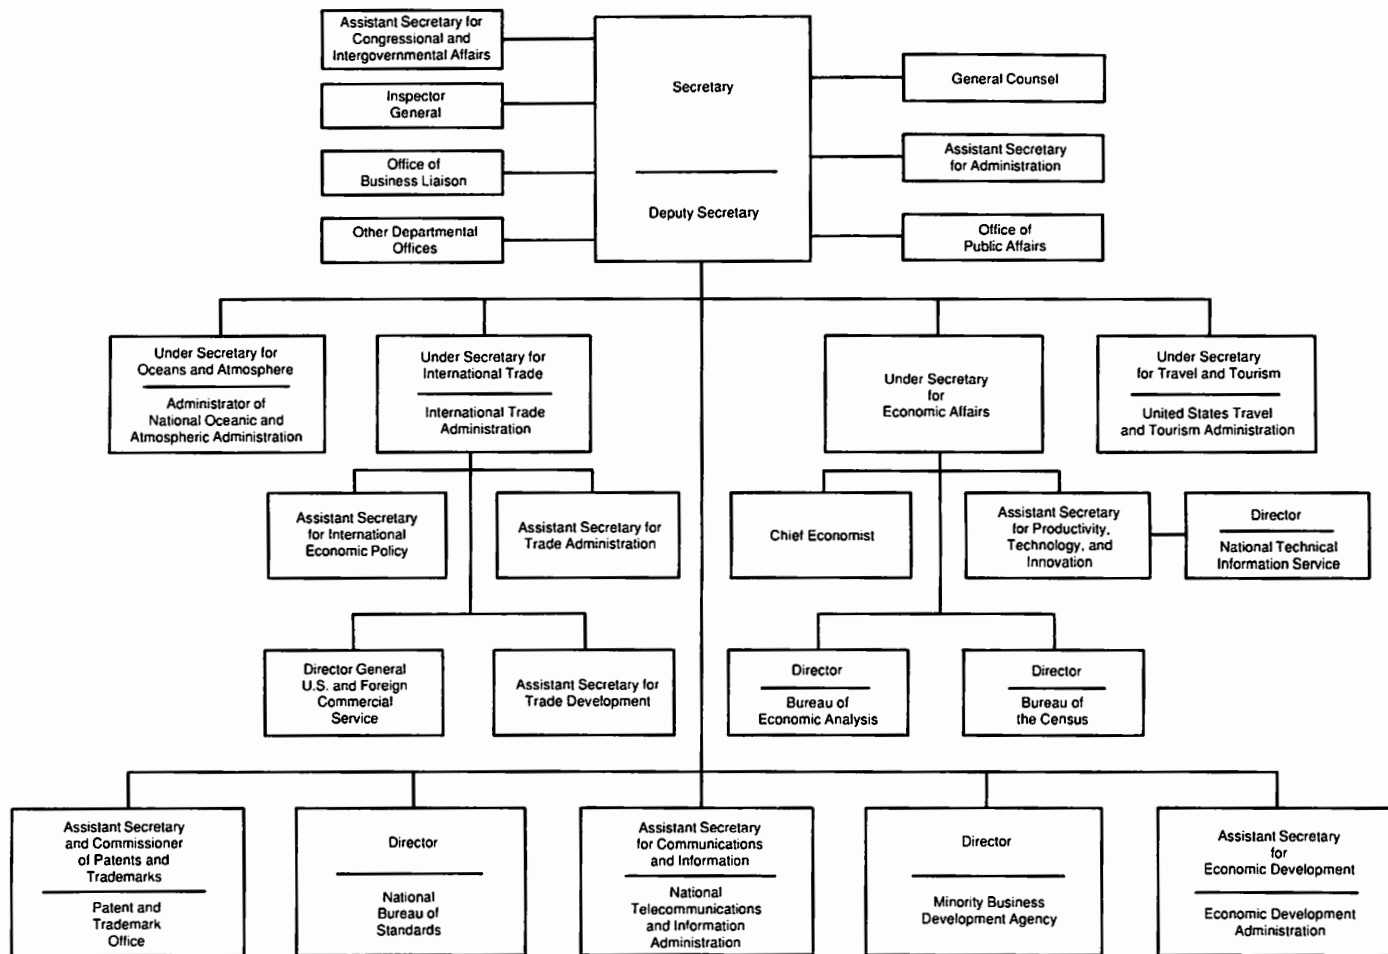 Assistant Secretary for
Congressional and
Intergovernmental Affairs
Inspector
General
Office of
Business Liaison
Other Departmental
Offices
Secretary
Deputy Secretary
General Counsel
Assistant Secretary
for Administration
Office of
Public Affairs
Under Secretary for
Oceans and Atmosphere
Administrator of
National Oceanic and
Atmospheric Administration
Under Secretary for
International Trade
International Trade
Administration
Under Secretary
for
Economic Affairs
Under Secretary
for Travel and Tourism
United States Travel
and Tourism Administration
Assistant Secretary
for International
Economic Policy
Assistant Secretary for
Trade Administration
Chief Economist
Assistant Secretary
for Productivity,
Technology, and
Innovation
Director
National Technical
Information Service
Director General
U.S. and Foreign
Commercial
Service
Assistant Secretary for
Trade Development
Director
Bureau of
Economic Analysis
Director
Bureau of
the Census
Assistant Secretary
and Commissioner
of Patents and
Trademarks
Patent and
Trademark
Office
Director
National
Bureau of
Standards
Assistant Secretary
for Communications
and Information
National
Telecommunications
and Information
Administration
Director
Minority Business
Development Agency
Assistant Secretary
for
Economic Development
Economic Development
Administration